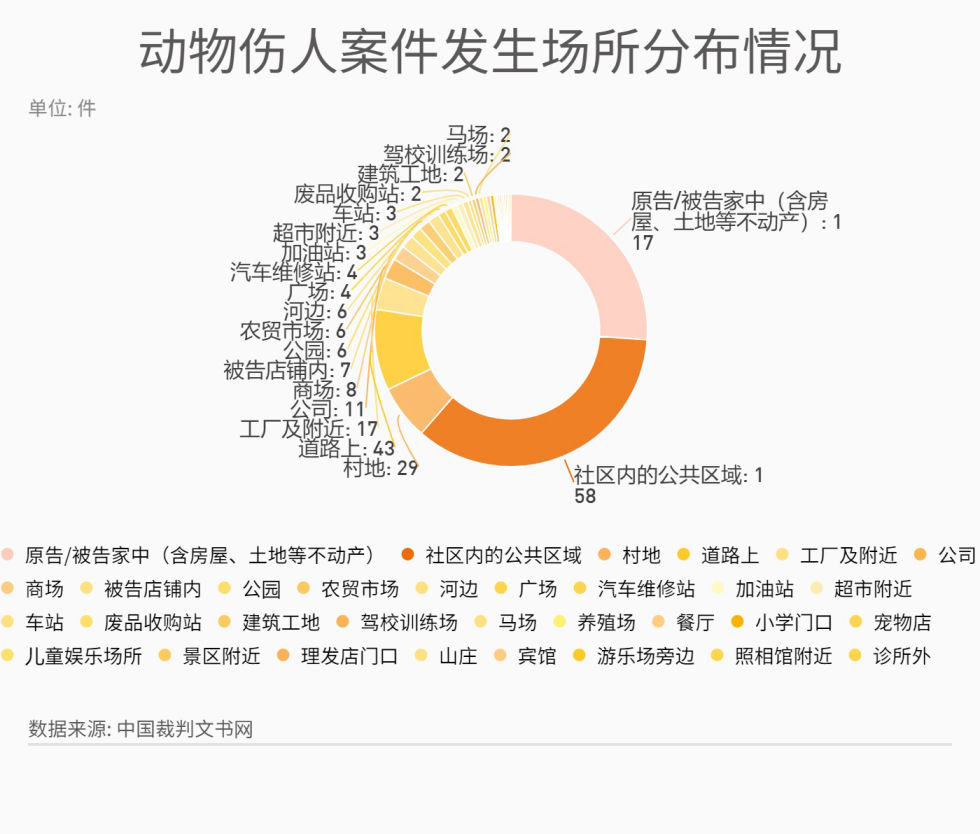 动物伤人案件发生场所分布情况
单位: 件
马场: 2
驾校训练场: 2
建筑工地: 2
废品收购站: 2
车站: 3
超市附近: 3
加油站: 3
汽车维修站: 4
广场: 4
河边: 6
农贸市场: 6
公园: 6
被告店铺内: 7
商场: 8
公司: 11
工厂及附近: 17
道路上: 43
村地: 29
原告/被告家中（含房
屋、土地等不动产）: 1
17
社区内的公共区域: 1
58
原告/被告家中（含房屋、土地等不动产） 社区内的公共区域 村地 道路上 工厂及附近 公司
商场 被告店铺内 公园 农贸市场 河边 广场 汽车维修站 加油站 超市附近
车站 废品收购站 建筑工地 驾校训练场 马场 养殖场 餐厅 小学门口 宠物店
儿童娱乐场所 景区附近 理发店门口 山庄 宾馆 游乐场旁边 照相馆附近 诊所外
数据来源: 中国裁判文书网